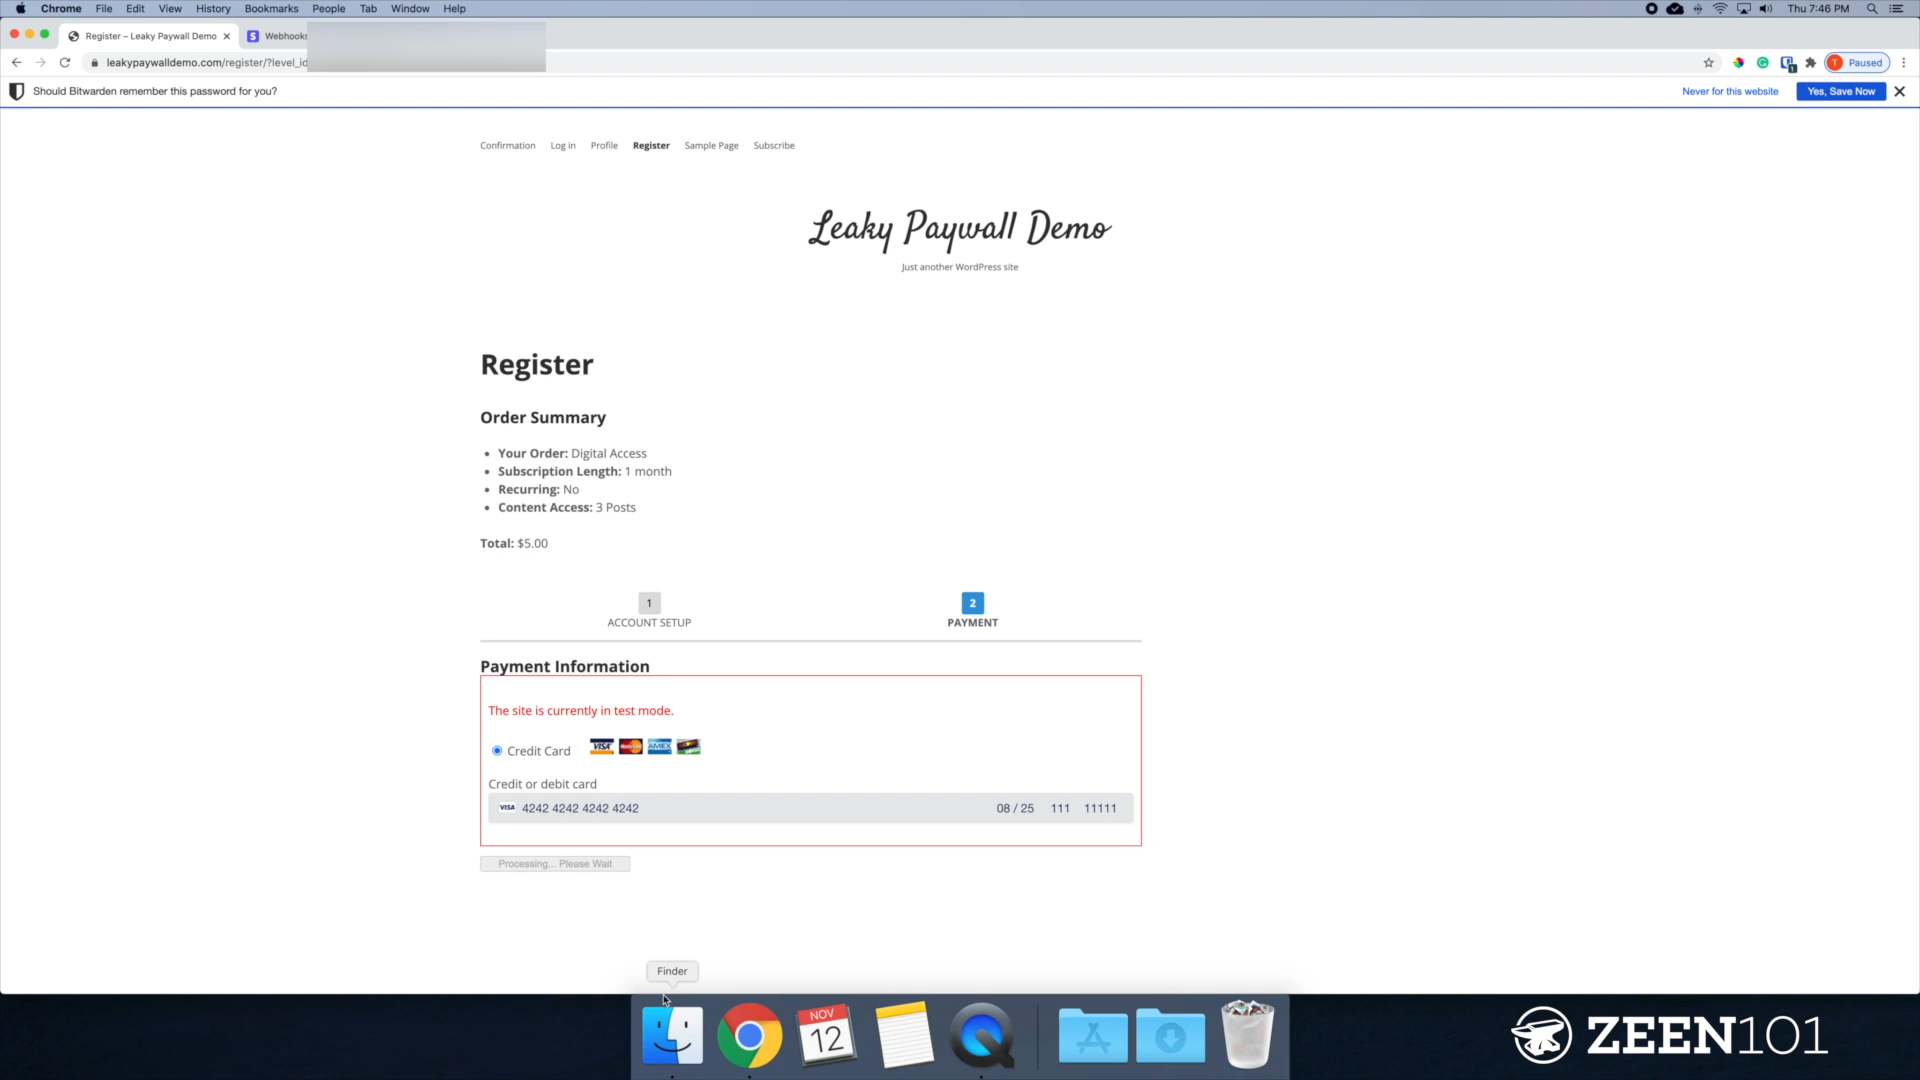 Chrome File Edit View History Bookmarks People Tab Window Help Thu 7:46 PM
Register – Leaky Paywall Demo Webhooks
leakypaywalldemo.com/register/?level_id Paused
Should Bitwarden remember this password for you? Never for this website Yes, Save Now
Confirmation Log in Profile Register Sample Page Subscribe
Leaky Paywall Demo
Just another WordPress site
Register
Order Summary
Your Order: Digital Access
Subscription Length: 1 month
Recurring: No
Content Access: 3 Posts
Total: $5.00
1 2
ACCOUNT SETUP PAYMENT
Payment Information
The site is currently in test mode.
Credit Card VISA MasterCard AMEX
Credit or debit card
VISA 4242 4242 4242 4242 08 / 25 111 11111
Processing... Please Wait
Finder
NOV
12
ZEEN101